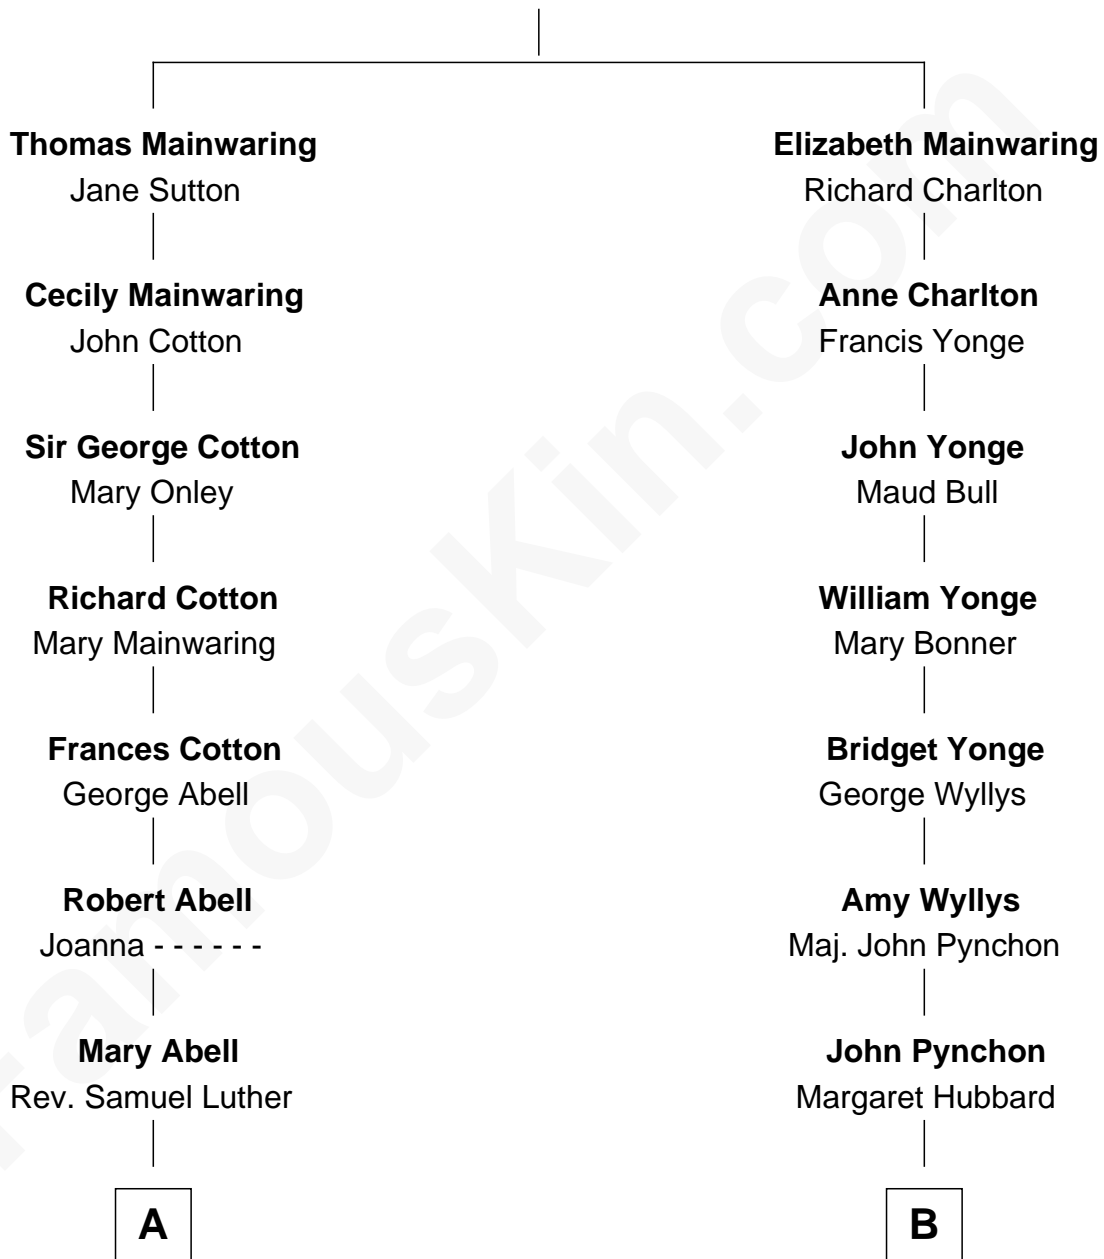 Thomas Mainwaring
Jane Sutton
Cecily Mainwaring
John Cotton
Sir George Cotton
Mary Onley
Richard Cotton
Mary Mainwaring
Frances Cotton
George Abell
Robert Abell
Joanna - - - - - -
Mary Abell
Rev. Samuel Luther
A
Elizabeth Mainwaring
Richard Charlton
Anne Charlton
Francis Yonge
John Yonge
Maud Bull
William Yonge
Mary Bonner
Bridget Yonge
George Wyllys
Amy Wyllys
Maj. John Pynchon
John Pynchon
Margaret Hubbard
B
FamousKin.com